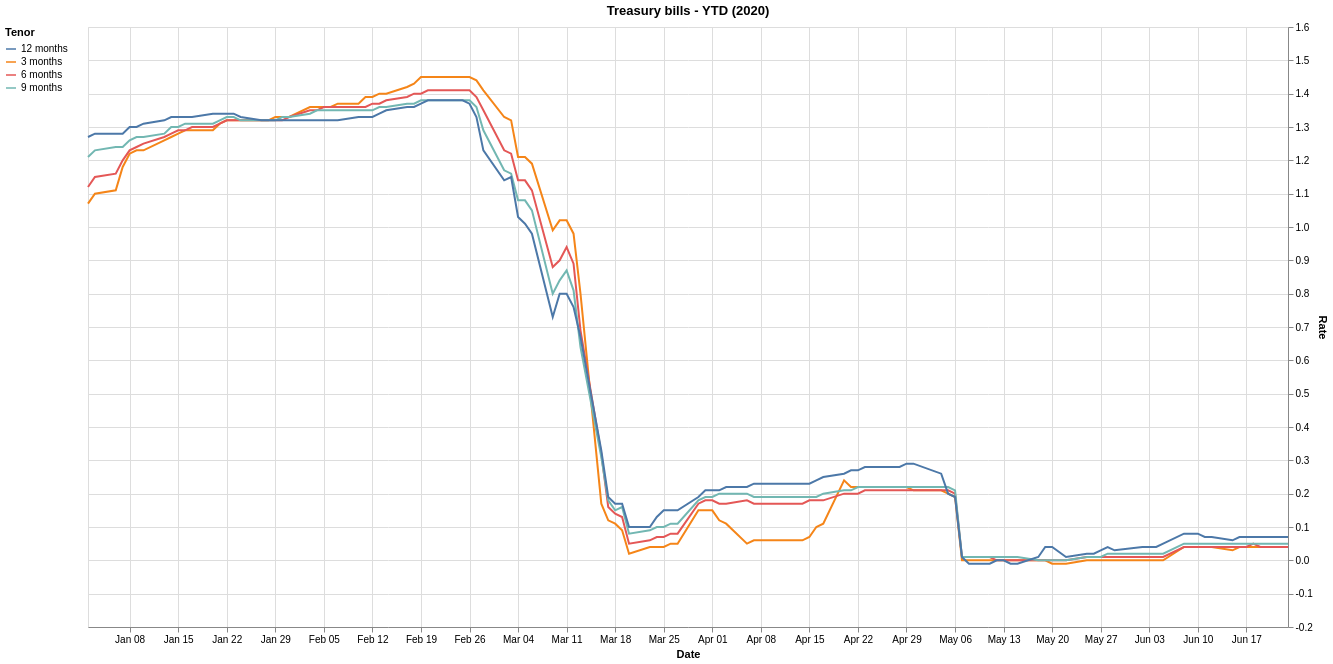 Treasury bills - YTD (2020)
Tenor
12 months
3 months
6 months
9 months
1.6
1.5
1.4
1.3
1.2
1.1
1.0
0.9
0.8
0.7
0.6
0.5
0.4
0.3
0.2
0.1
0.0
-0.1
-0.2
Rate
Jan 08 Jan 15 Jan 22 Jan 29 Feb 05 Feb 12 Feb 19 Feb 26 Mar 04 Mar 11 Mar 18 Mar 25 Apr 01 Apr 08 Apr 15 Apr 22 Apr 29 May 06 May 13 May 20 May 27 Jun 03 Jun 10 Jun 17
Date